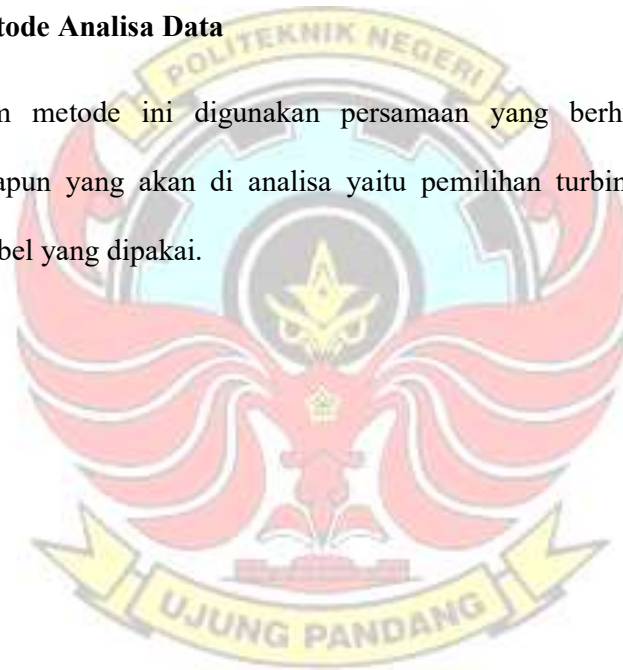 tode Analisa Data
POLITEKNIK NEGERI
m metode ini digunakan persamaan yang berh
apun yang akan di analisa yaitu pemilihan turbin
bel yang dipakai.
UJUNG PANDANG